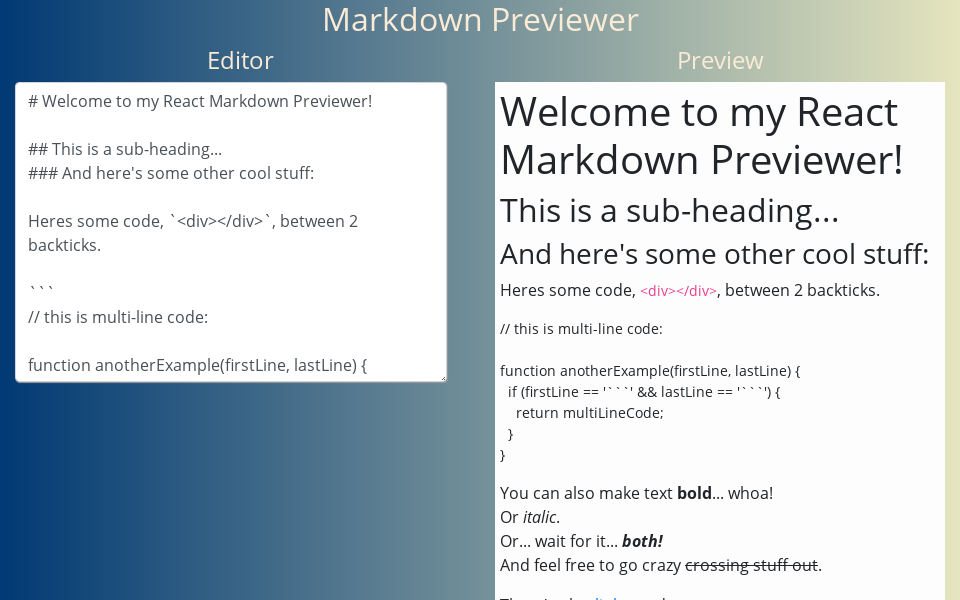 Markdown Previewer
Editor
# Welcome to my React Markdown Previewer!
## This is a sub-heading...
### And here's some other cool stuff:
Heres some code, `<div></div>`, between 2
backticks.
```
// this is multi-line code:
function anotherExample(firstLine, lastLine) {
Preview
Welcome to my React
Markdown Previewer!
This is a sub-heading...
And here's some other cool stuff:
Heres some code, <div></div>, between 2 backticks.
// this is multi-line code:
function anotherExample(firstLine, lastLine) {
  if (firstLine == '```' && lastLine == '```') {
    return multiLineCode;
  }
}
You can also make text bold... whoa!
Or italic.
Or... wait for it... both!
And feel free to go crazy crossing stuff out.